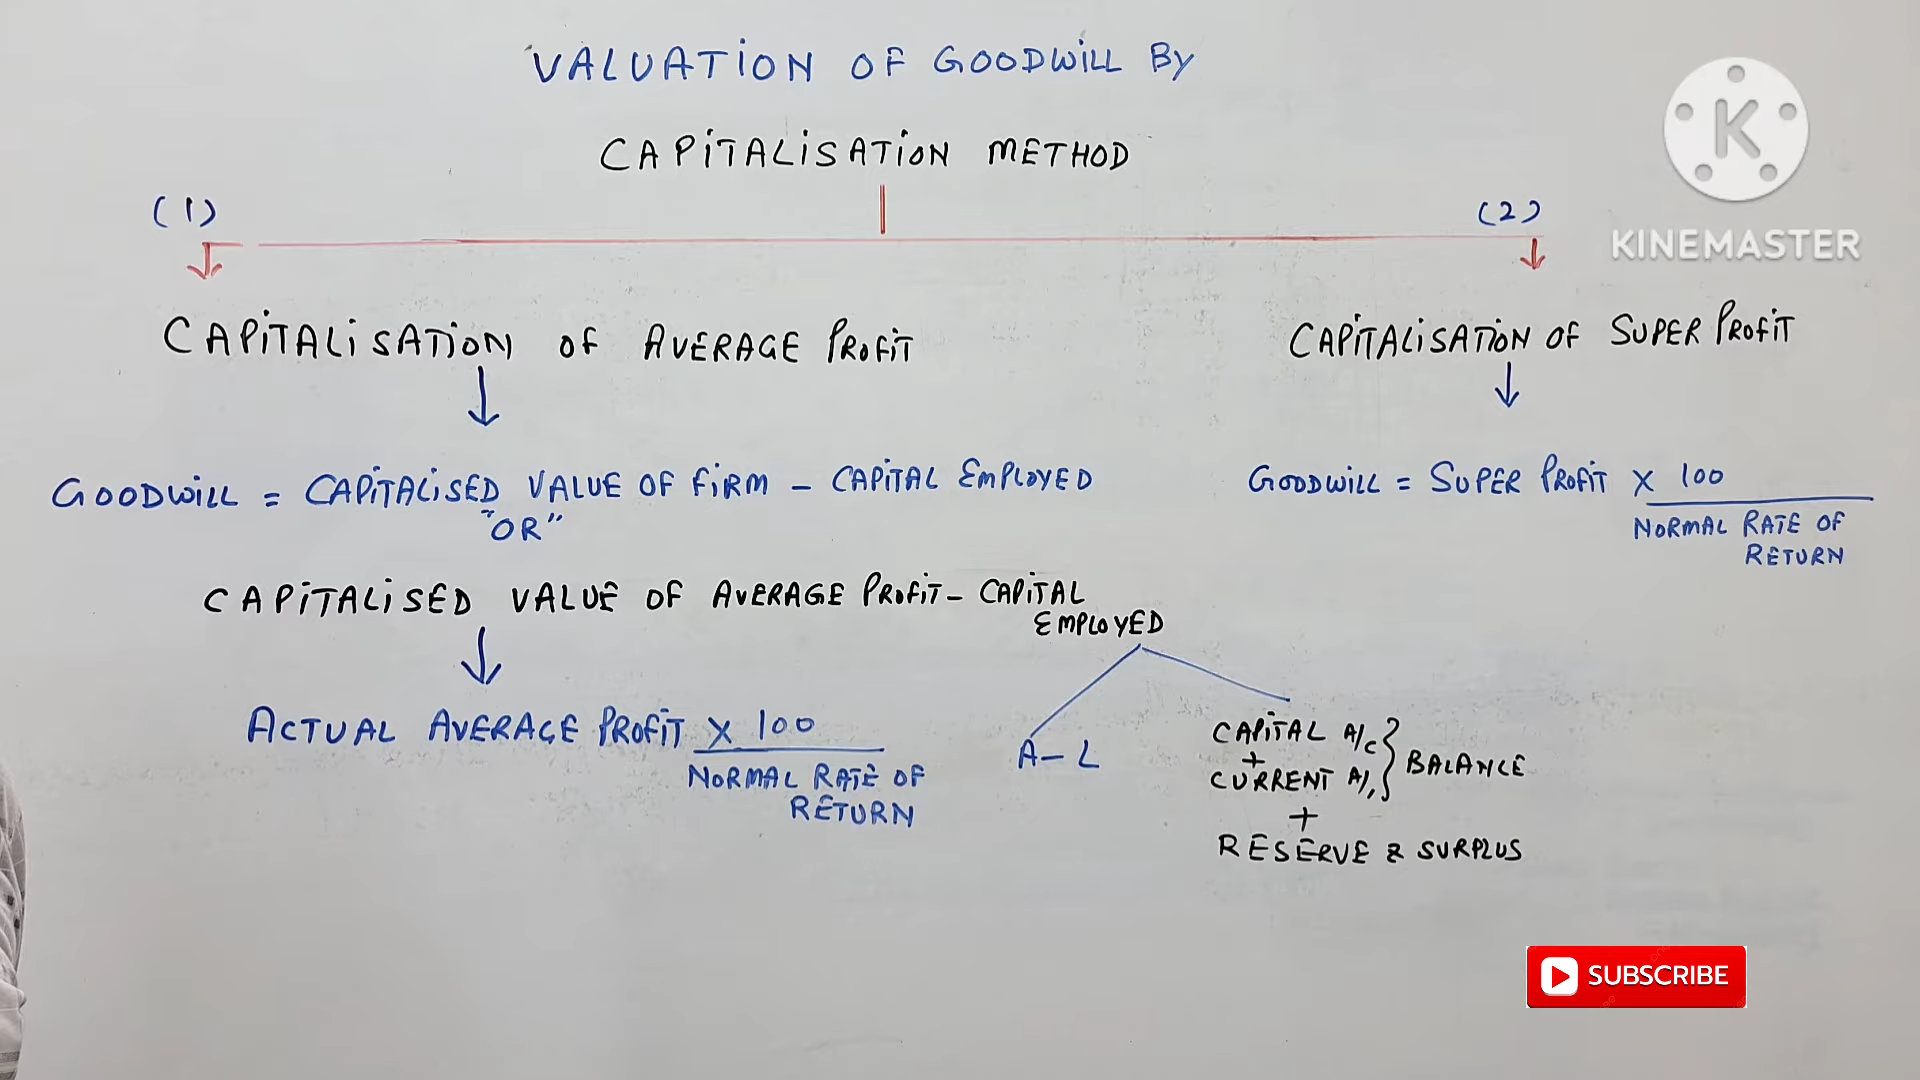 VALUATION OF GOODWILL BY
CAPITALISATION METHOD
(1)
(2)
KINEMASTER
CAPITALISATION OF AVERAGE PROFIT
CAPITALISATION OF SUPER PROFIT
GOODWILL = CAPITALISED VALUE OF FIRM - CAPITAL EMPLOYED
"OR"
GOODWILL = SUPER PROFIT X 100
NORMAL RATE OF
RETURN
CAPITALISED VALUE OF AVERAGE PROFIT - CAPITAL
EMPLOYED
ACTUAL AVERAGE PROFIT X 100
NORMAL RATE OF
RETURN
A - L
CAPITAL A/C
+
CURRENT A/C
} BALANCE
+
RESERVE & SURPLUS
SUBSCRIBE